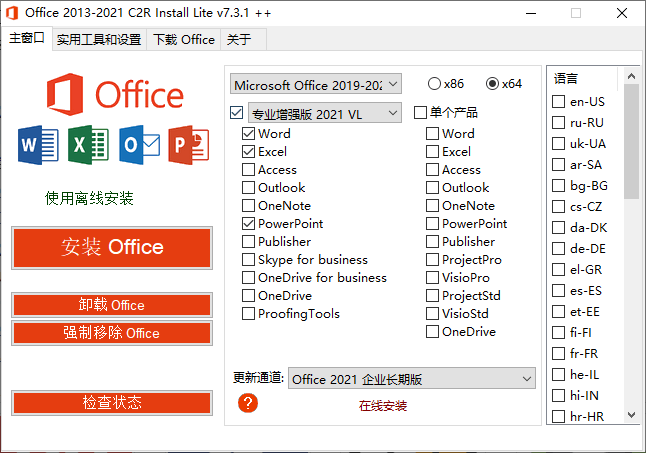 Office 2013-2021 C2R Install Lite v7.3.1 ++
主窗口 实用工具和设置 下载 Office 关于
Office
使用离线安装
安装 Office
卸载 Office
强制移除 Office
检查状态
Microsoft Office 2019-202
x86 x64
专业增强版 2021 VL
单个产品
Word
Excel
Access
Outlook
OneNote
PowerPoint
Publisher
Skype for business
OneDrive for business
OneDrive
ProofingTools
Word
Excel
Access
Outlook
OneNote
PowerPoint
Publisher
ProjectPro
VisioPro
ProjectStd
VisioStd
OneDrive
更新通道: Office 2021 企业长期版
?
在线安装
语言
en-US
ru-RU
uk-UA
ar-SA
bg-BG
cs-CZ
da-DK
de-DE
el-GR
es-ES
et-EE
fi-FI
fr-FR
he-IL
hi-IN
hr-HR